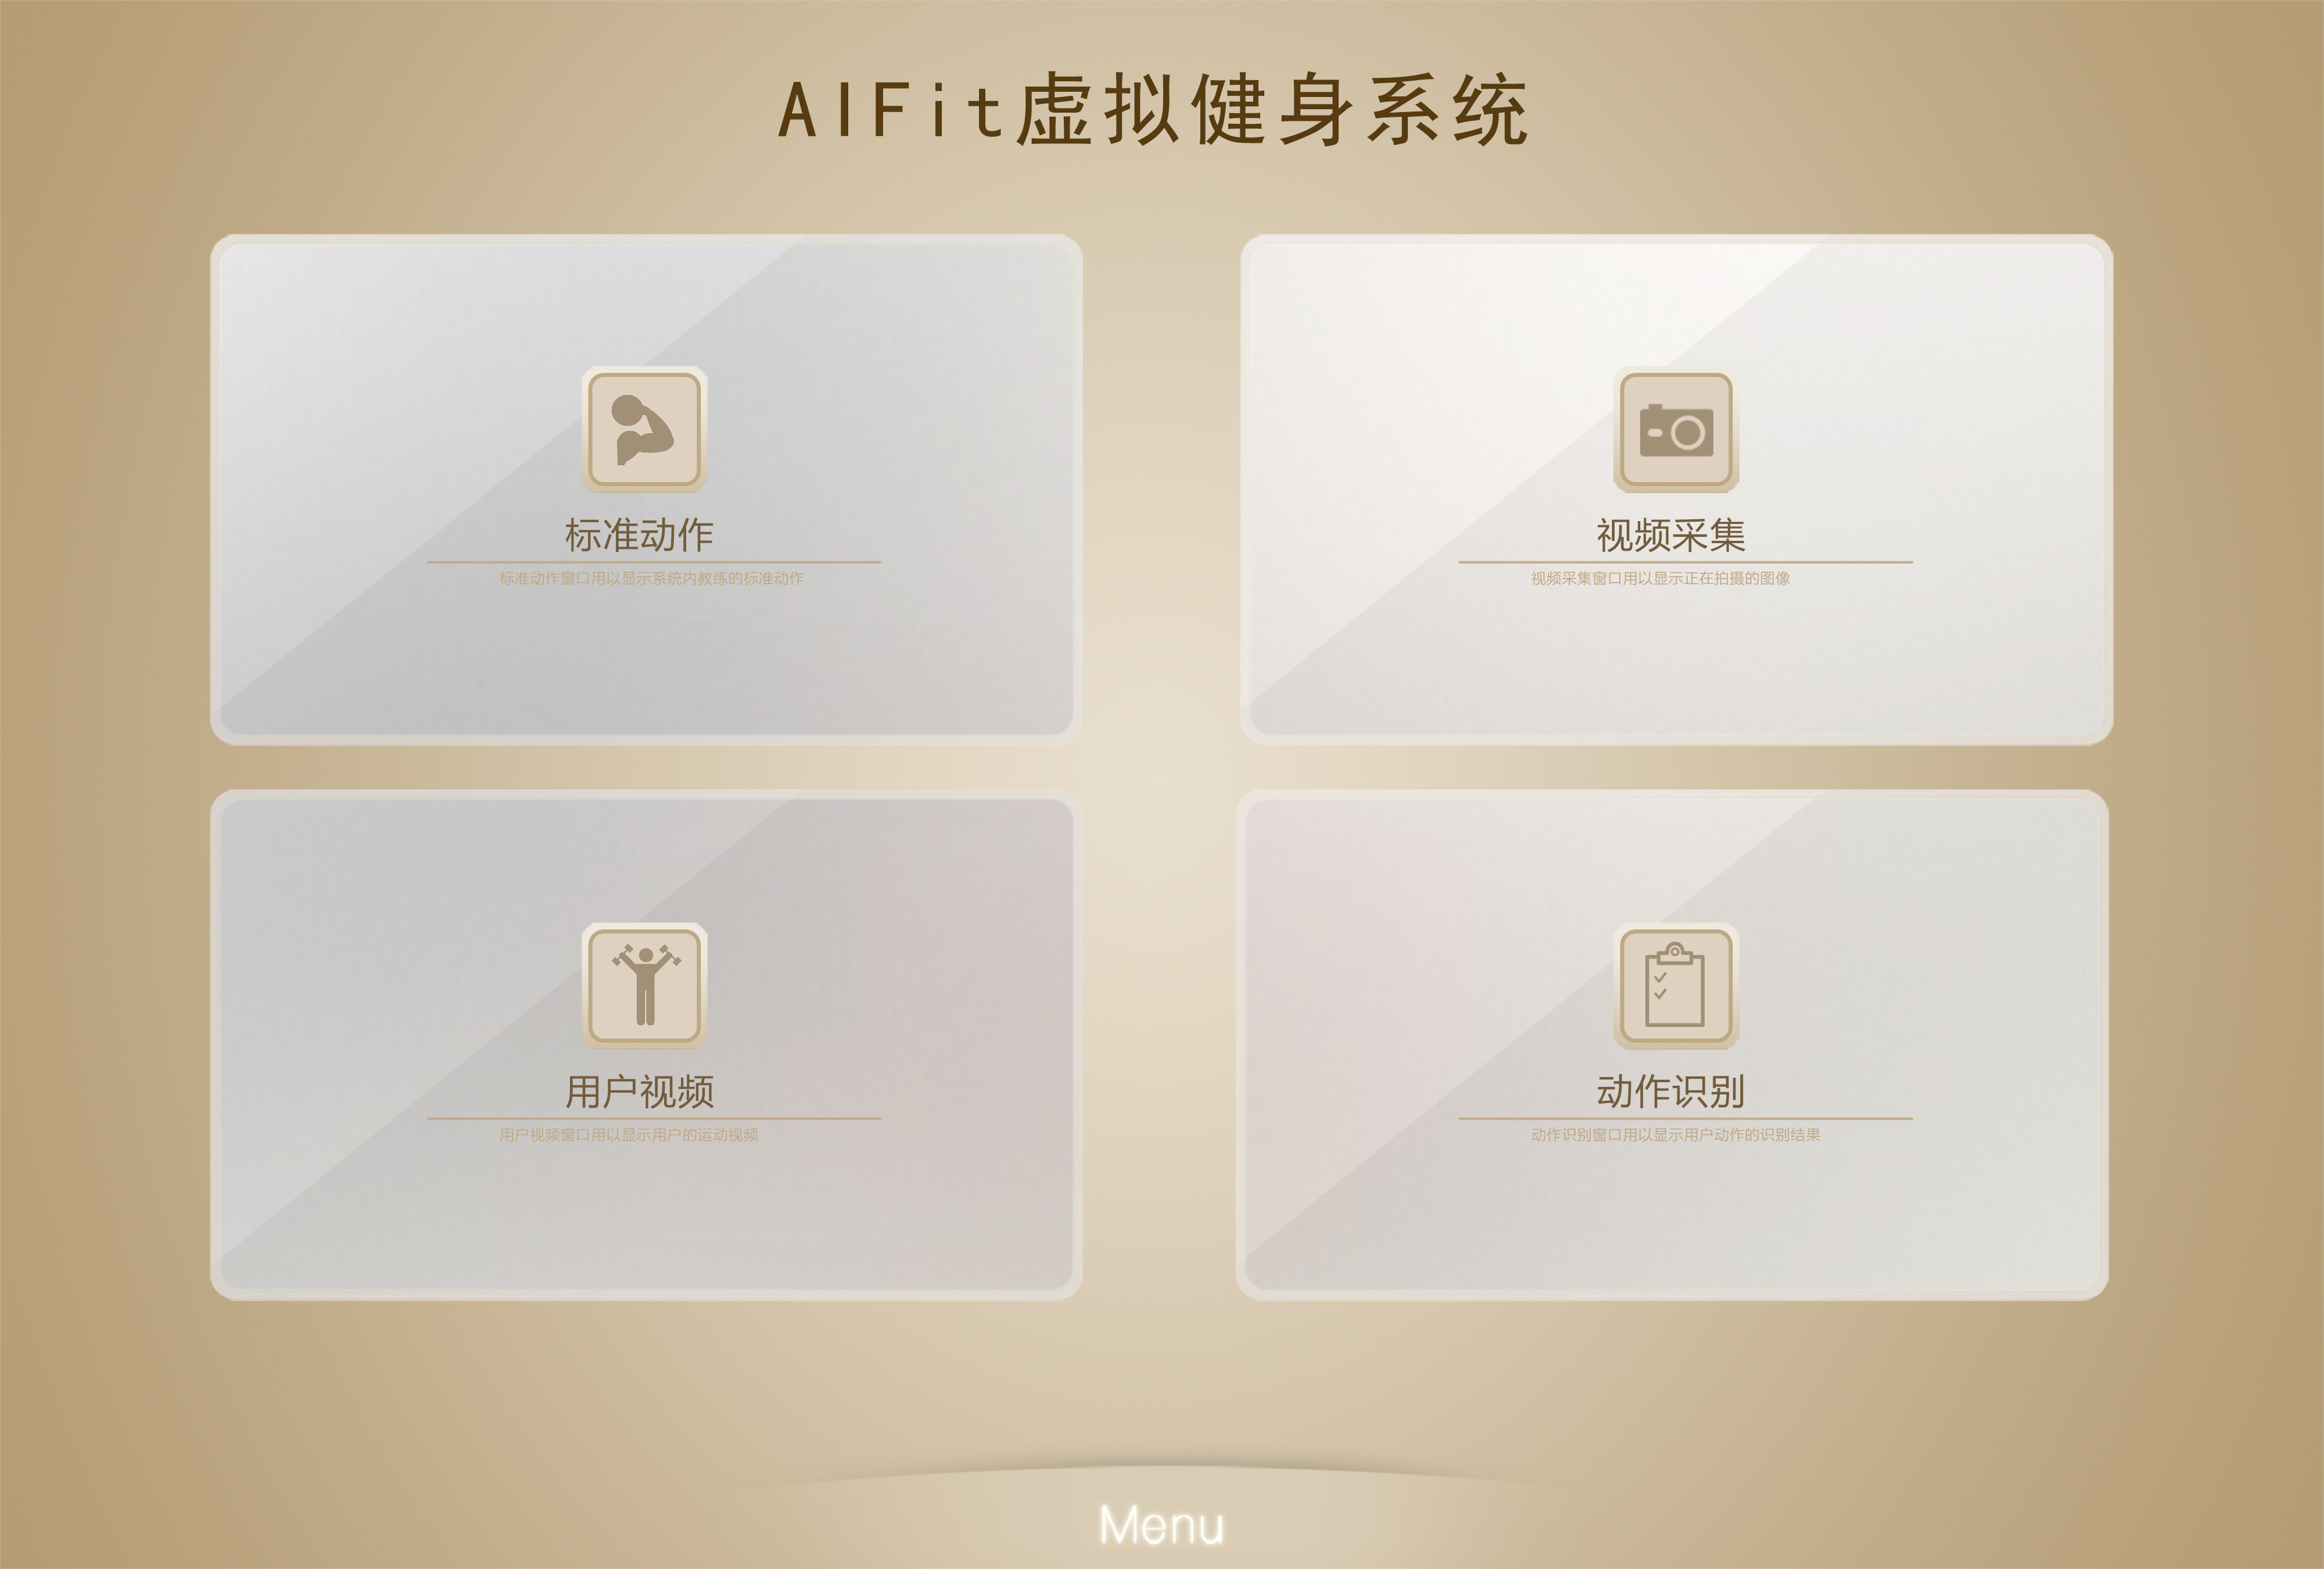 AIFit虚拟健身系统
标准动作
标准动作窗口用以显示系统内教练的标准动作
视频采集
视频采集窗口用以显示正在拍摄的图像
用户视频
用户视频窗口用以显示用户的运动视频
动作识别
动作识别窗口用以显示用户动作的识别结果
Menu